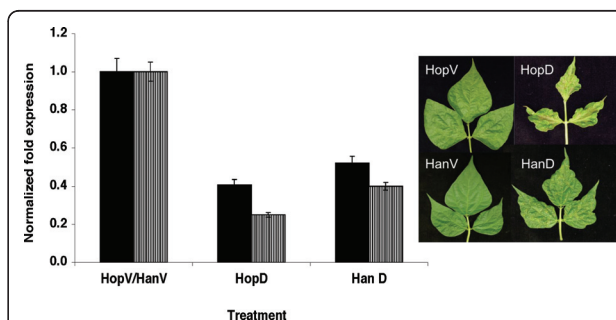 1.2
1.0
0.8
0.6
0.4
0.2
0.0
Normalized fold expression
HopV/HanV
HopD
Han D
Treatment
HopV
HopD
HanV
HanD